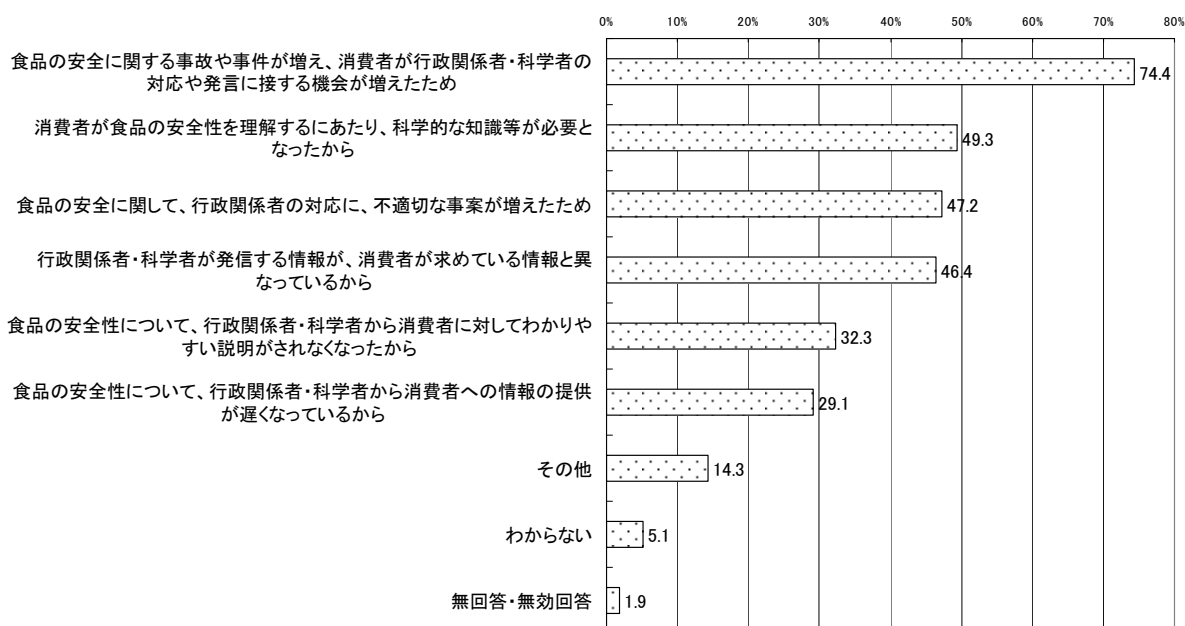 0% 10% 20% 30% 40% 50% 60% 70% 80%
食品の安全に関する事故や事件が増え、消費者が行政関係者・科学者の
対応や発言に接する機会が増えたため
74.4
消費者が食品の安全性を理解するにあたり、科学的な知識等が必要と
なったから
49.3
食品の安全に関して、行政関係者の対応に、不適切な事案が増えたため
47.2
行政関係者・科学者が発信する情報が、消費者が求めている情報と異
なっているから
46.4
食品の安全性について、行政関係者・科学者から消費者に対してわかりや
すい説明がされなくなったから
32.3
食品の安全性について、行政関係者・科学者から消費者への情報の提供
が遅くなっているから
29.1
その他
14.3
わからない
5.1
無回答・無効回答
1.9